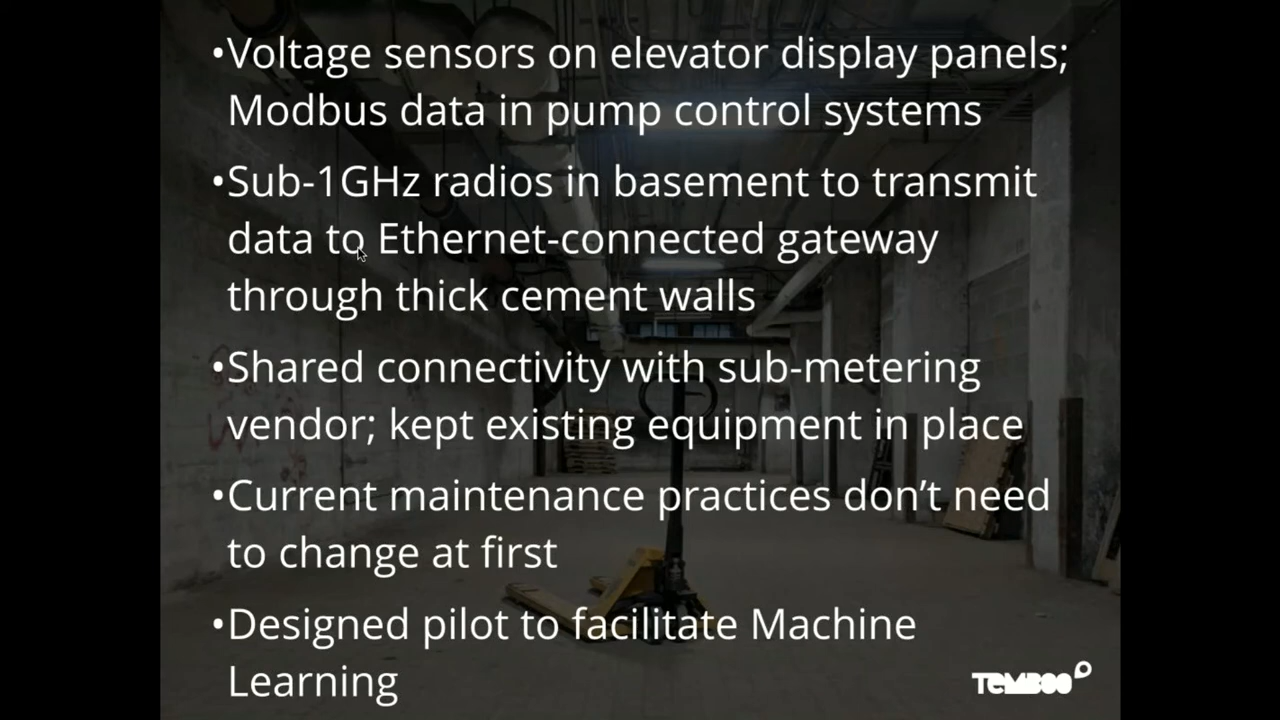 •Voltage sensors on elevator display panels;
Modbus data in pump control systems
•Sub-1GHz radios in basement to transmit
data to Ethernet-connected gateway
through thick cement walls
•Shared connectivity with sub-metering
vendor; kept existing equipment in place
•Current maintenance practices don’t need
to change at first
•Designed pilot to facilitate Machine
Learning
TEMBOO